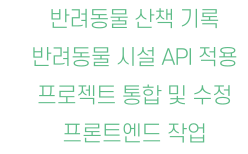 반려동물 산책 기록
반려동물 시설 API 적용
프로젝트 통합 및 수정
프론트엔드 작업